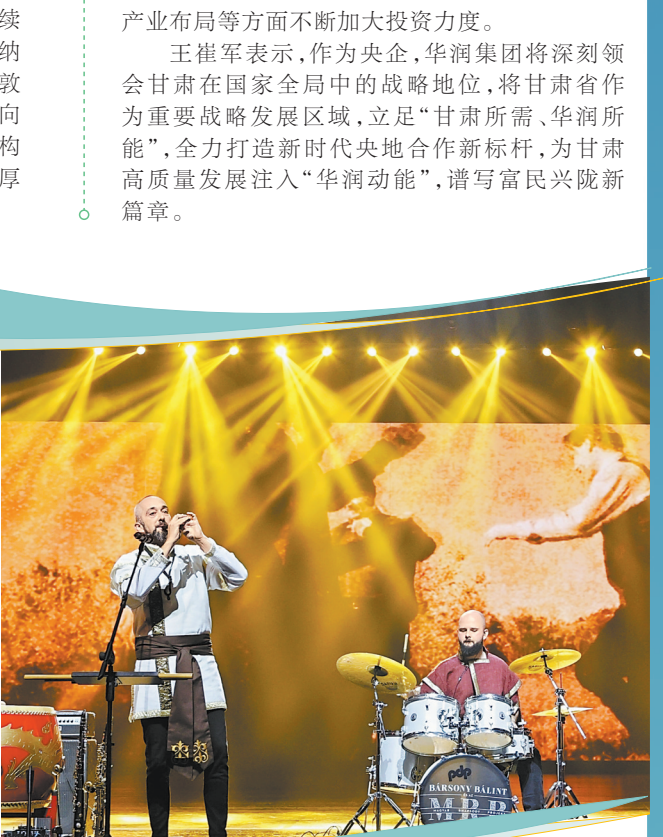 续
纳
敦
向
构
厚
产业布局等方面不断加大投资力度。
王崔军表示,作为央企,华润集团将深刻领
会甘肃在国家全局中的战略地位,将甘肃省作
为重要战略发展区域,立足“甘肃所需、华润所
能”,全力打造新时代央地合作新标杆,为甘肃
高质量发展注入“华润动能”,谱写富民兴陇新
篇章。
pdp
BÁRSONY BÁLINT